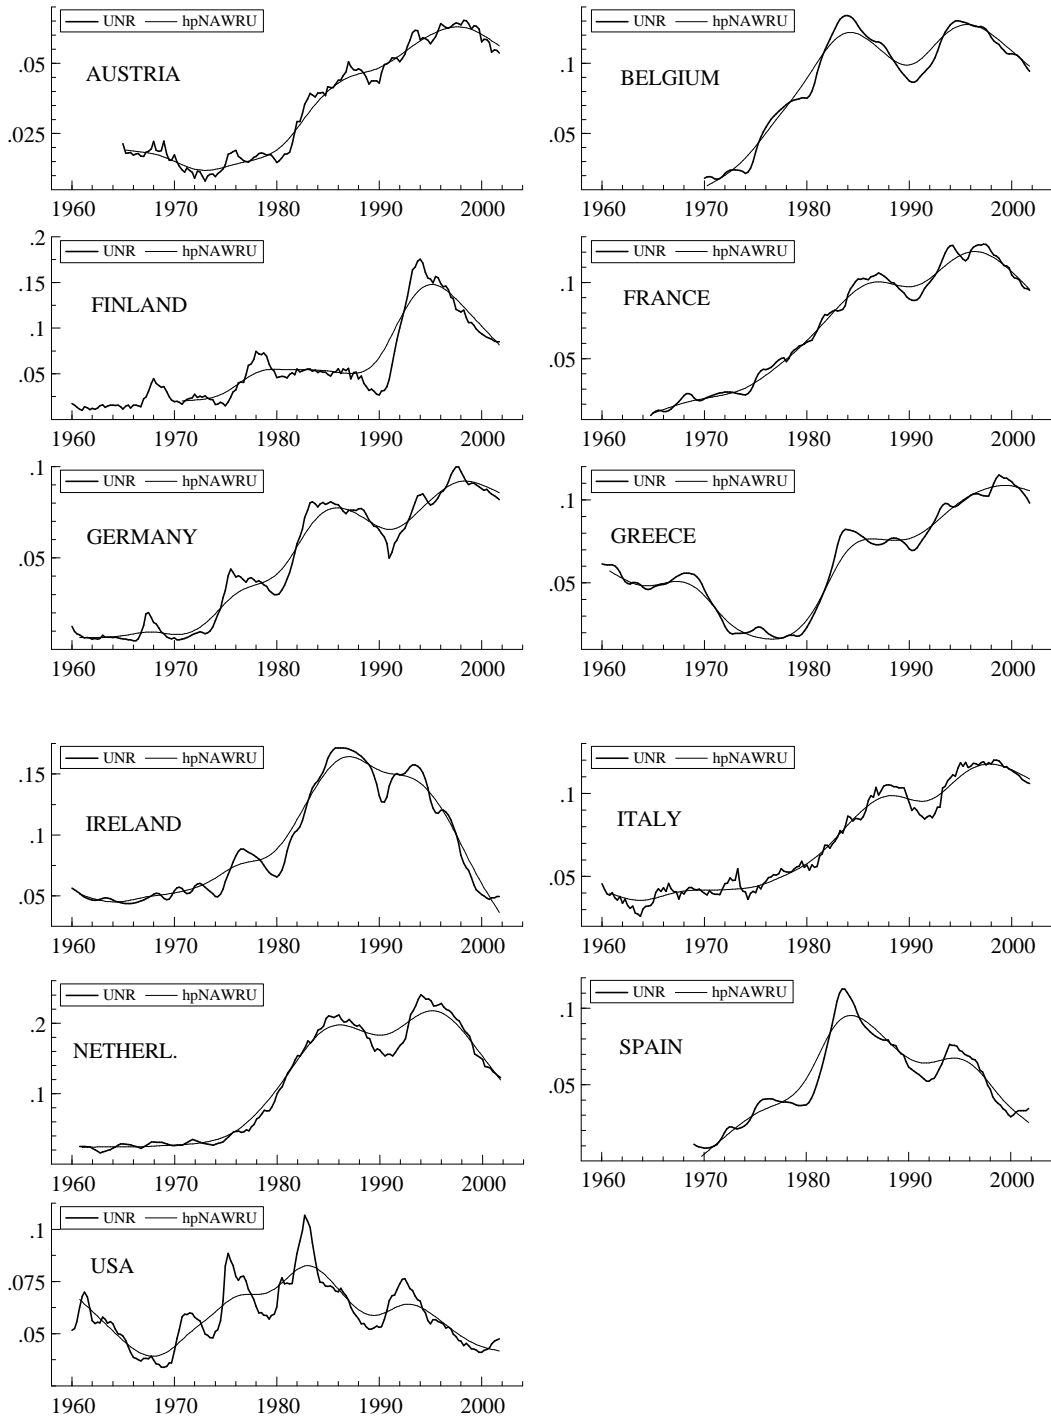 UNR hpNAWRU
.05
.025
AUSTRIA
1960 1970 1980 1990 2000
UNR hpNAWRU
.1
.05
BELGIUM
1960 1970 1980 1990 2000
.2
UNR hpNAWRU
.15
FINLAND
.1
.05
1960 1970 1980 1990 2000
UNR hpNAWRU
.1
FRANCE
.05
1960 1970 1980 1990 2000
.1
UNR hpNAWRU
GERMANY
.05
1960 1970 1980 1990 2000
UNR hpNAWRU
.1
GREECE
.05
1960 1970 1980 1990 2000
UNR hpNAWRU
.15
IRELAND
.1
.05
1960 1970 1980 1990 2000
UNR hpNAWRU
.1
ITALY
.05
1960 1970 1980 1990 2000
UNR hpNAWRU
.2
NETHERL.
.1
1960 1970 1980 1990 2000
UNR hpNAWRU
.1
SPAIN
.05
1960 1970 1980 1990 2000
UNR hpNAWRU
.1
USA
.075
.05
1960 1970 1980 1990 2000